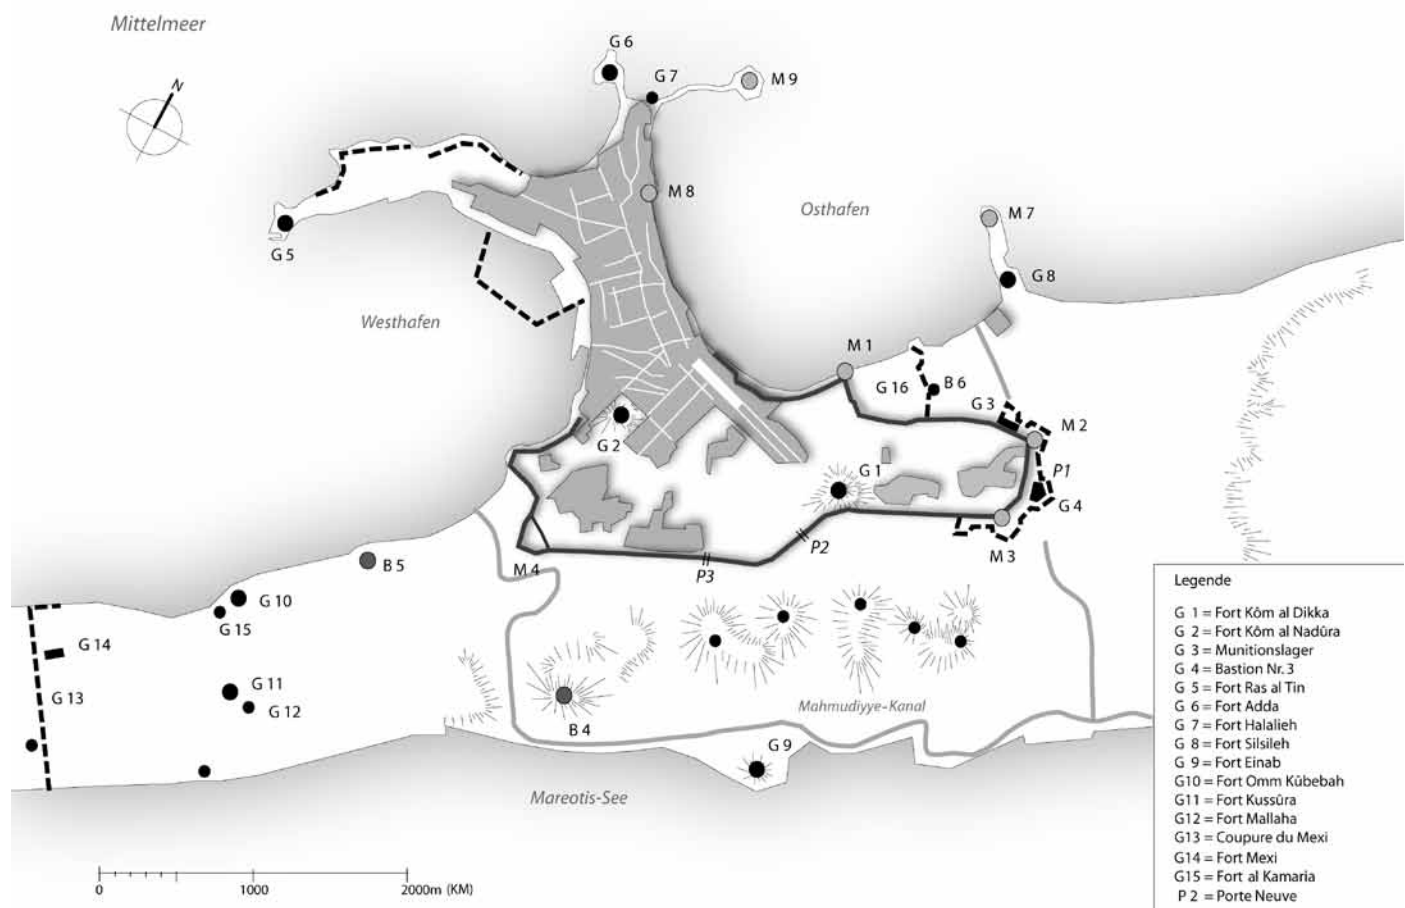 Mittelmeer
N
G 6
G 7
M 9
M 8
Osthafen
M 7
G 5
G 8
Westhafen
M 1
G 16
B 6
G 3
M 2
G 2
G 1
P1
G 4
P2
M 3
B 5
M 4
P3
G 10
G 15
G 14
G 11
G 13
G 12
Mahmudiyye-Kanal
B 4
G 9
Mareotis-See
0 1000 2000m (KM)
Legende
G 1 = Fort Kôm al Dikka
G 2 = Fort Kôm al Nadûra
G 3 = Munitionslager
G 4 = Bastion Nr. 3
G 5 = Fort Ras al Tin
G 6 = Fort Adda
G 7 = Fort Halalieh
G 8 = Fort Silsileh
G 9 = Fort Einab
G10 = Fort Omm Kûbebah
G11 = Fort Kussûra
G12 = Fort Mallaha
G13 = Coupure du Mexi
G14 = Fort Mexi
G15 = Fort al Kamaria
P 2 = Porte Neuve